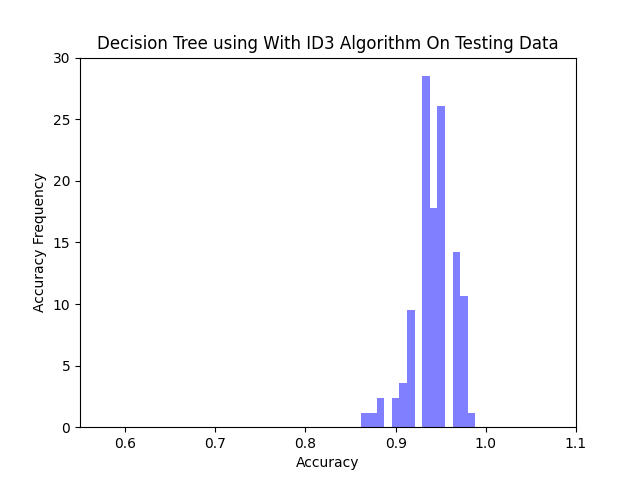 Decision Tree using With ID3 Algorithm On Testing Data
30
25
20
15
10
5
0
Accuracy Frequency
0.6 0.7 0.8 0.9 1.0 1.1
Accuracy